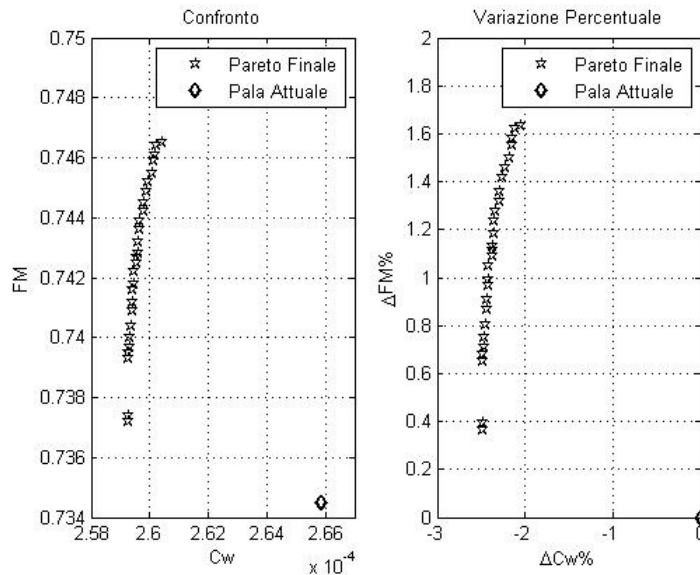 Confronto
0.75
0.748
0.746
0.744
0.742
0.74
0.738
0.736
0.734
FM
Pareto Finale
Pala Attuale
2.58 2.6 2.62 2.64 2.66
Cw
x 10⁻⁴
Variazione Percentuale
2
1.8
1.6
1.4
1.2
1
0.8
0.6
0.4
0.2
0
ΔFM%
Pareto Finale
Pala Attuale
-3 -2 -1 0
ΔCw%